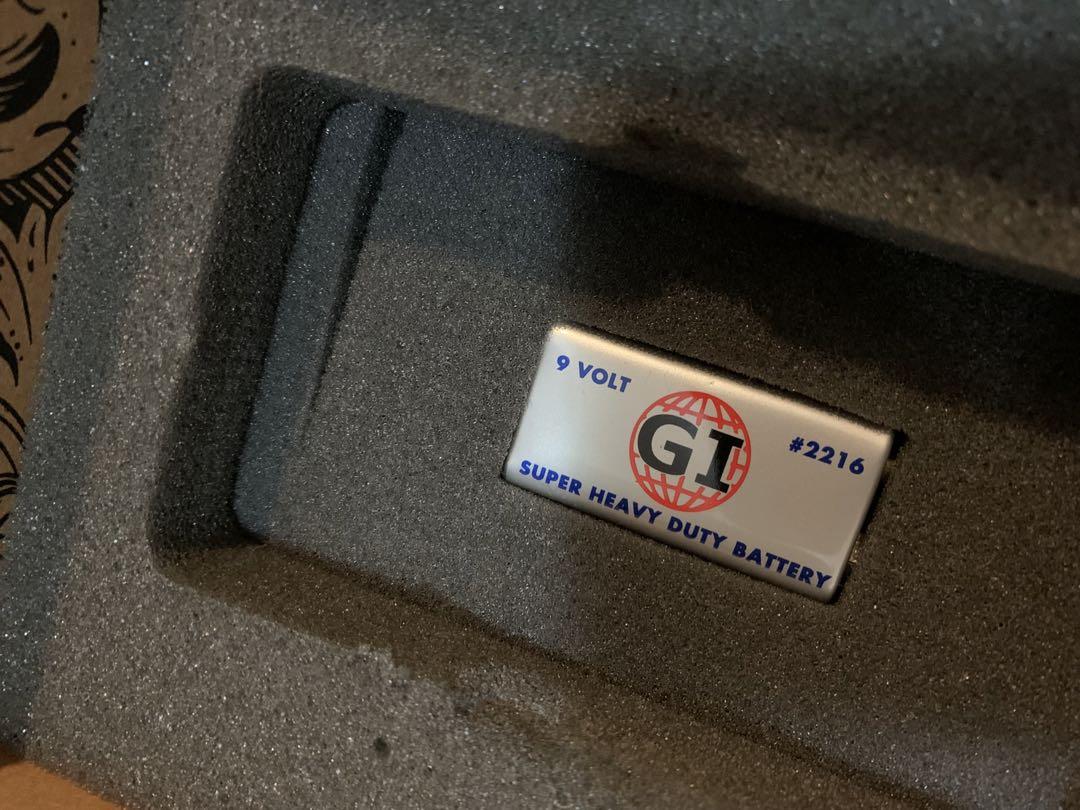 9 VOLT
GI
#2216
SUPER HEAVY DUTY BATTERY